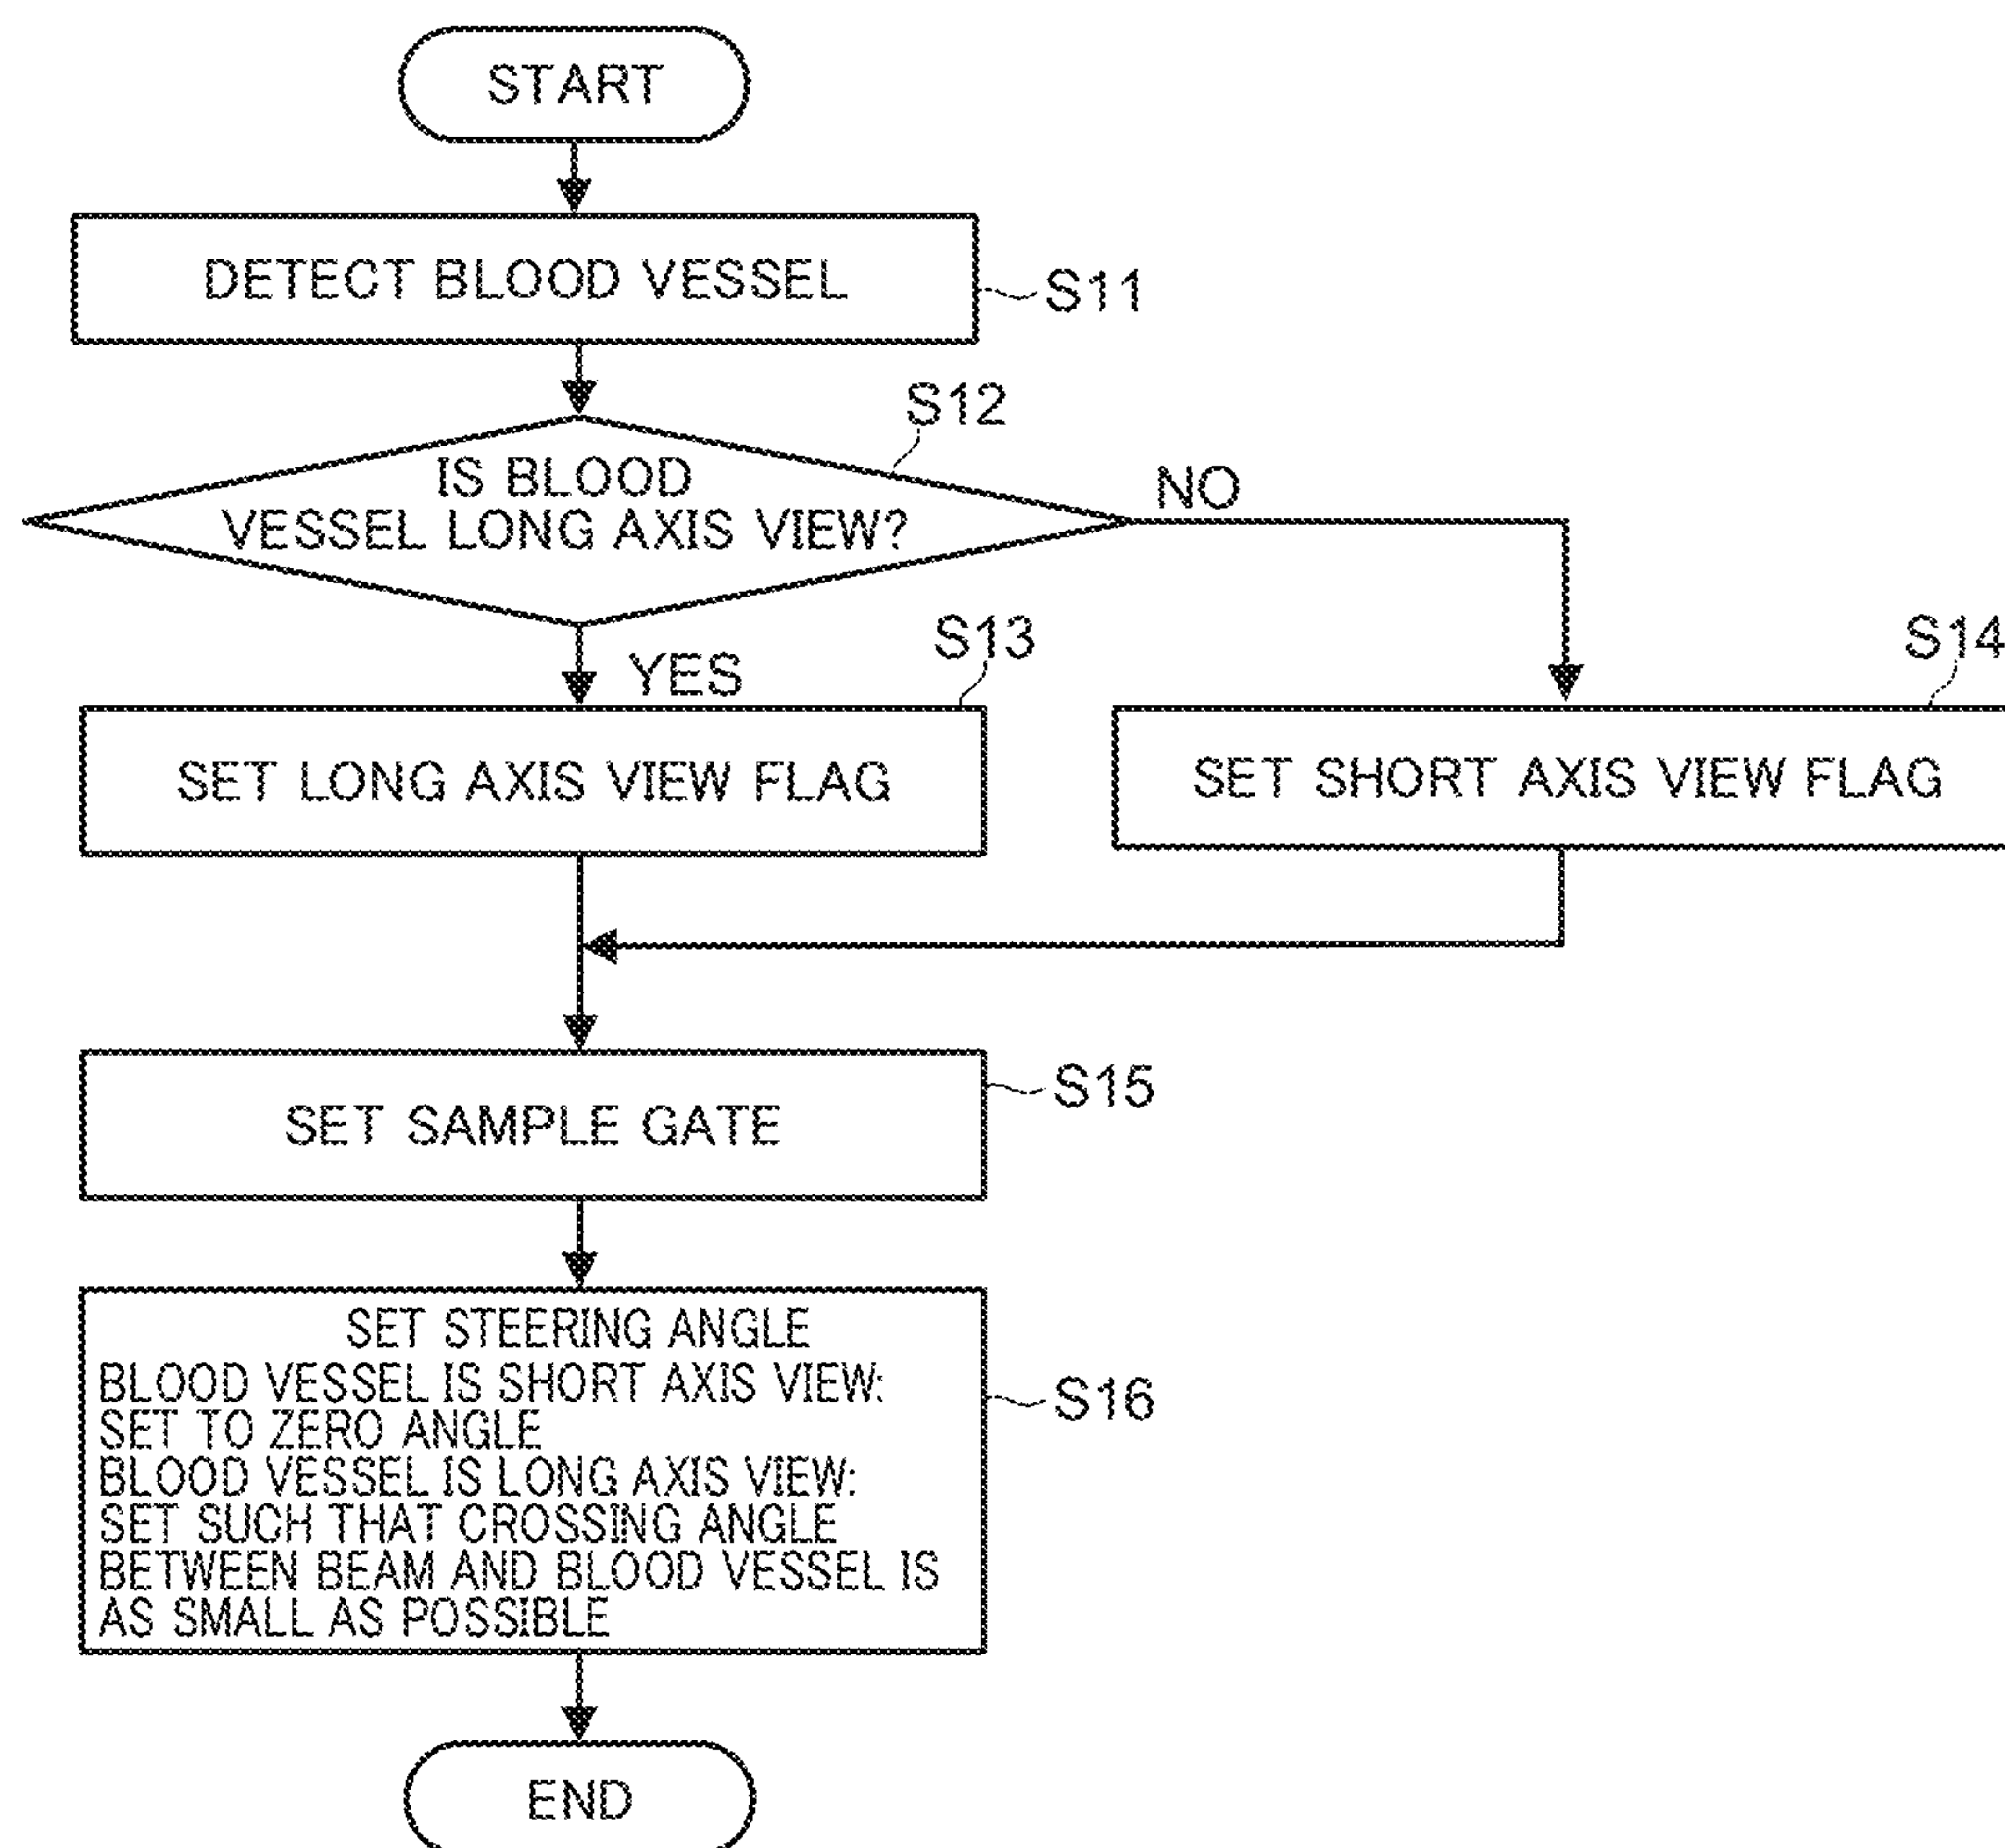 START
DETECT BLOOD VESSEL
S11
S12
IS BLOOD
VESSEL LONG AXIS VIEW?
NO
YES
S13
S14
SET LONG AXIS VIEW FLAG
SET SHORT AXIS VIEW FLAG
SET SAMPLE GATE
S15
SET STEERING ANGLE
BLOOD VESSEL IS SHORT AXIS VIEW:
SET TO ZERO ANGLE
BLOOD VESSEL IS LONG AXIS VIEW:
SET SUCH THAT CROSSING ANGLE
BETWEEN BEAM AND BLOOD VESSEL IS
AS SMALL AS POSSIBLE
S16
END